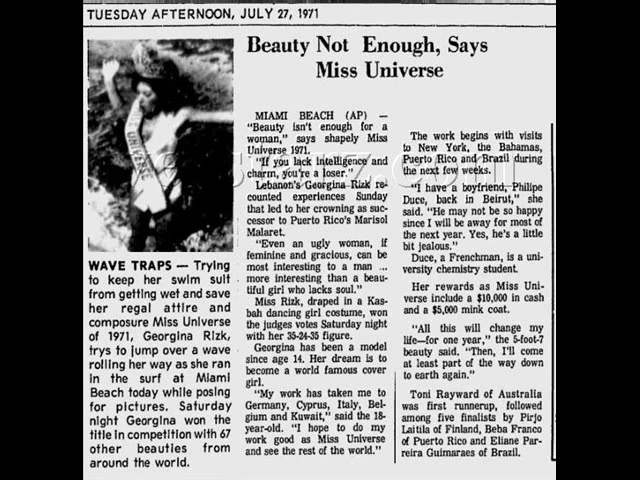 TUESDAY AFTERNOON, JULY 27, 1971
Beauty Not Enough, Says
Miss Universe
UNIVERSE
WAVE TRAPS — Trying
to keep her swim suit
from getting wet and save
her regal attire and
composure Miss Universe
of 1971, Georgina Rizk,
trys to jump over a wave
rolling her way as she ran
in the surf at Miami
Beach today while posing
for pictures. Saturday
night Georgina won the
title in competition with 67
other beauties from
around the world.
MIAMI BEACH (AP) —
"Beauty isn't enough for a
woman," says shapely Miss
Universe 1971.
"If you lack intelligence and
charm, you're a loser."
Lebanon's Georgina Rizk re-
counted experiences Sunday
that led to her crowning as suc-
cessor to Puerto Rico's Marisol
Malaret.
"Even an ugly woman, if
feminine and gracious, can be
most interesting to a man ...
more interesting than a beau-
tiful girl who lacks soul."
Miss Rizk, draped in a Kas-
bah dancing girl costume, won
the judges votes Saturday night
with her 35-24-35 figure.
Georgina has been a model
since age 14. Her dream is to
become a world famous cover
girl.
"My work has taken me to
Germany, Cyprus, Italy, Bel-
gium and Kuwait," said the 18-
year-old. "I hope to do my
work good as Miss Universe
and see the rest of the world."
The work begins with visits
to New York, the Bahamas,
Puerto Rico and Brazil during
the next few weeks.
"I have a boyfriend, Philipe
Duce, back in Beirut," she
said. "He may not be so happy
since I will be away for most of
the next year. Yes, he's a little
bit jealous."
Duce, a Frenchman, is a uni-
versity chemistry student.
Her rewards as Miss Uni-
verse include a $10,000 in cash
and a $5,000 mink coat.
"All this will change my
life—for one year," the 5-foot-7
beauty said. "Then, I'll come
at least part of the way down
to earth again."
Toni Rayward of Australia
was first runnerup, followed
among five finalists by Pirjo
Laitila of Finland, Beba Franco
of Puerto Rico and Eliane Par-
reira Guimaraes of Brazil.